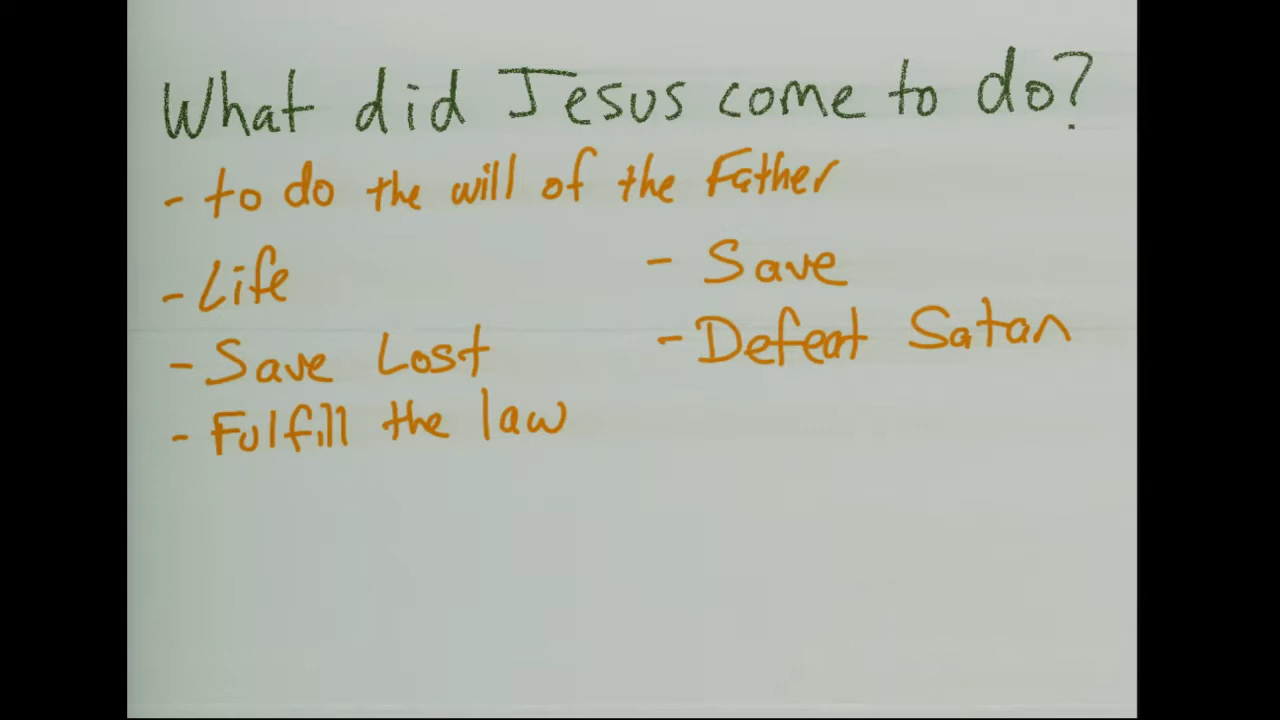 What did Jesus come to do?
- to do the will of the Father
- Life
- Save Lost
- Fulfill the law
- Save
- Defeat Satan